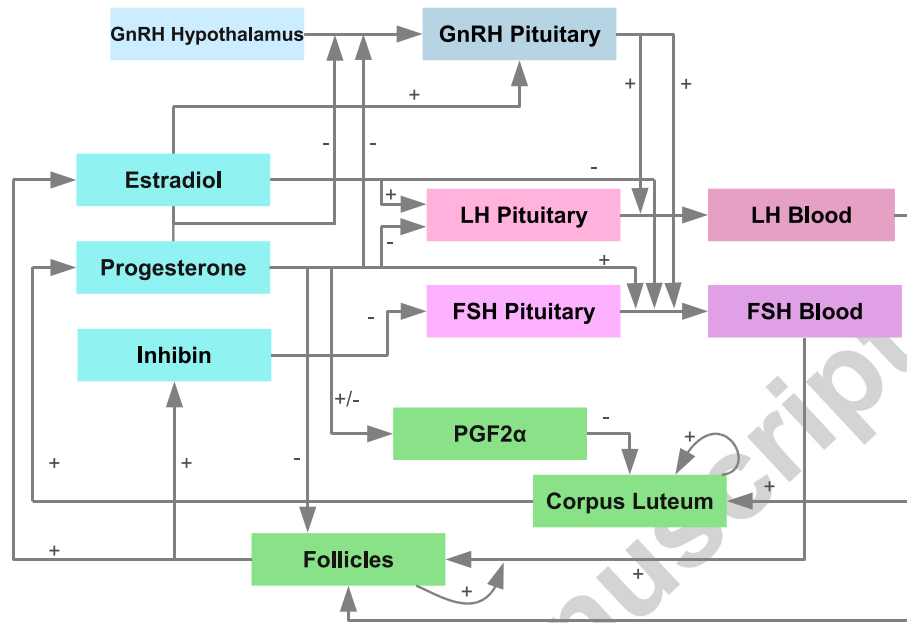 GnRH Hypothalamus
GnRH Pituitary
+
+
+
-
-
-
Estradiol
+
LH Pituitary
LH Blood
-
Progesterone
+
FSH Pituitary
FSH Blood
-
Inhibin
+/-
PGF2α
-
+
+
+
-
+
Corpus Luteum
+
Follicles
+
+
nuscript